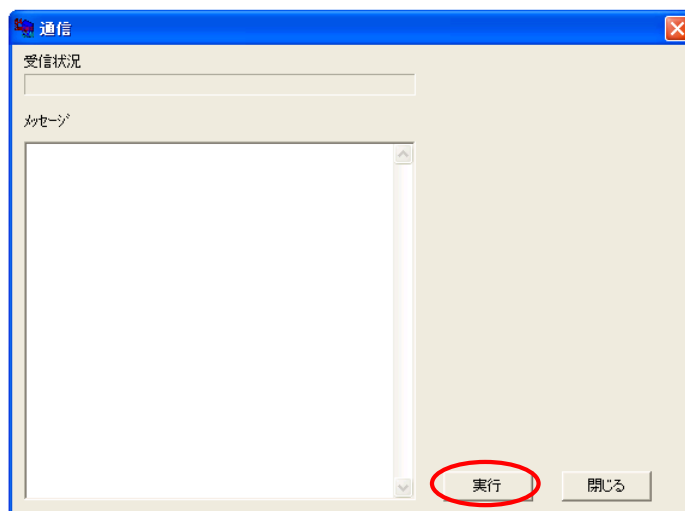 通信
受信状況
ﾒｯｾｰｼﾞ
実行
閉じる